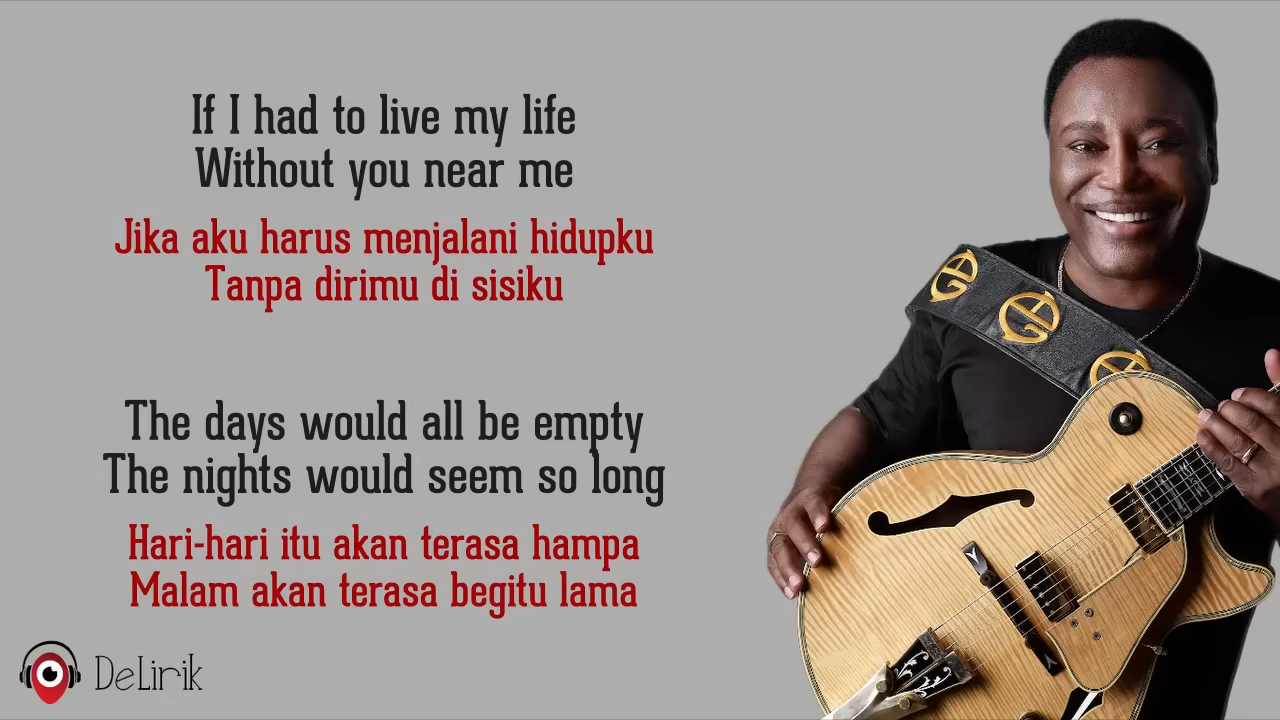 If I had to live my life
Without you near me
Jika aku harus menjalani hidupku
Tanpa dirimu di sisiku
The days would all be empty
The nights would seem so long
Hari-hari itu akan terasa hampa
Malam akan terasa begitu lama
DeLirik